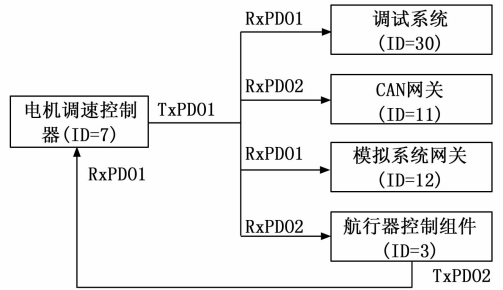 RxPDO1
调试系统
(ID=30)
RxPDO2
CAN网关
(ID=11)
电机调速控制
器(ID=7)
TxPDO1
RxPDO1
模拟系统网关
(ID=12)
RxPDO1
RxPDO2
航行器控制组件
(ID=3)
TxPDO2